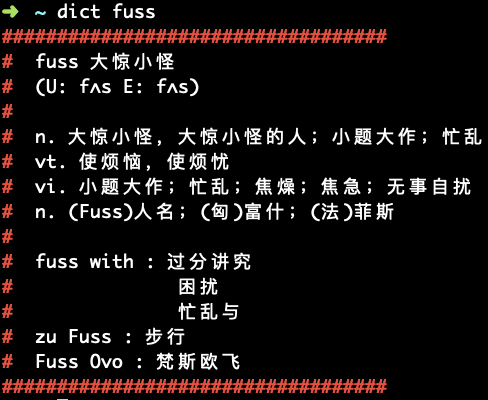 ➜ ~ dict fuss
###################################
# fuss 大惊小怪
# (U: fʌs E: fʌs)
#
# n. 大惊小怪, 大惊小怪的人; 小题大作; 忙乱
# vt. 使烦恼, 使烦忧
# vi. 小题大作; 忙乱; 焦燥; 焦急; 无事自扰
# n. (Fuss)人名; (匈)富什; (法)菲斯
#
# fuss with : 过分讲究
# 困扰
# 忙乱与
# zu Fuss : 步行
# Fuss Ovo : 梵斯欧飞
###################################